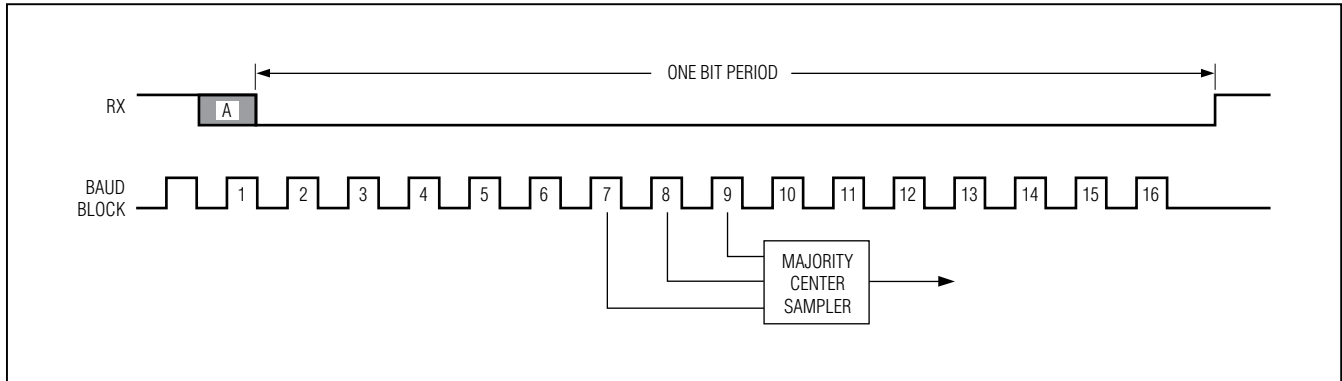 ONE BIT PERIOD
RX
A
BAUD
BLOCK
1 2 3 4 5 6 7 8 9 10 11 12 13 14 15 16
MAJORITY
CENTER
SAMPLER